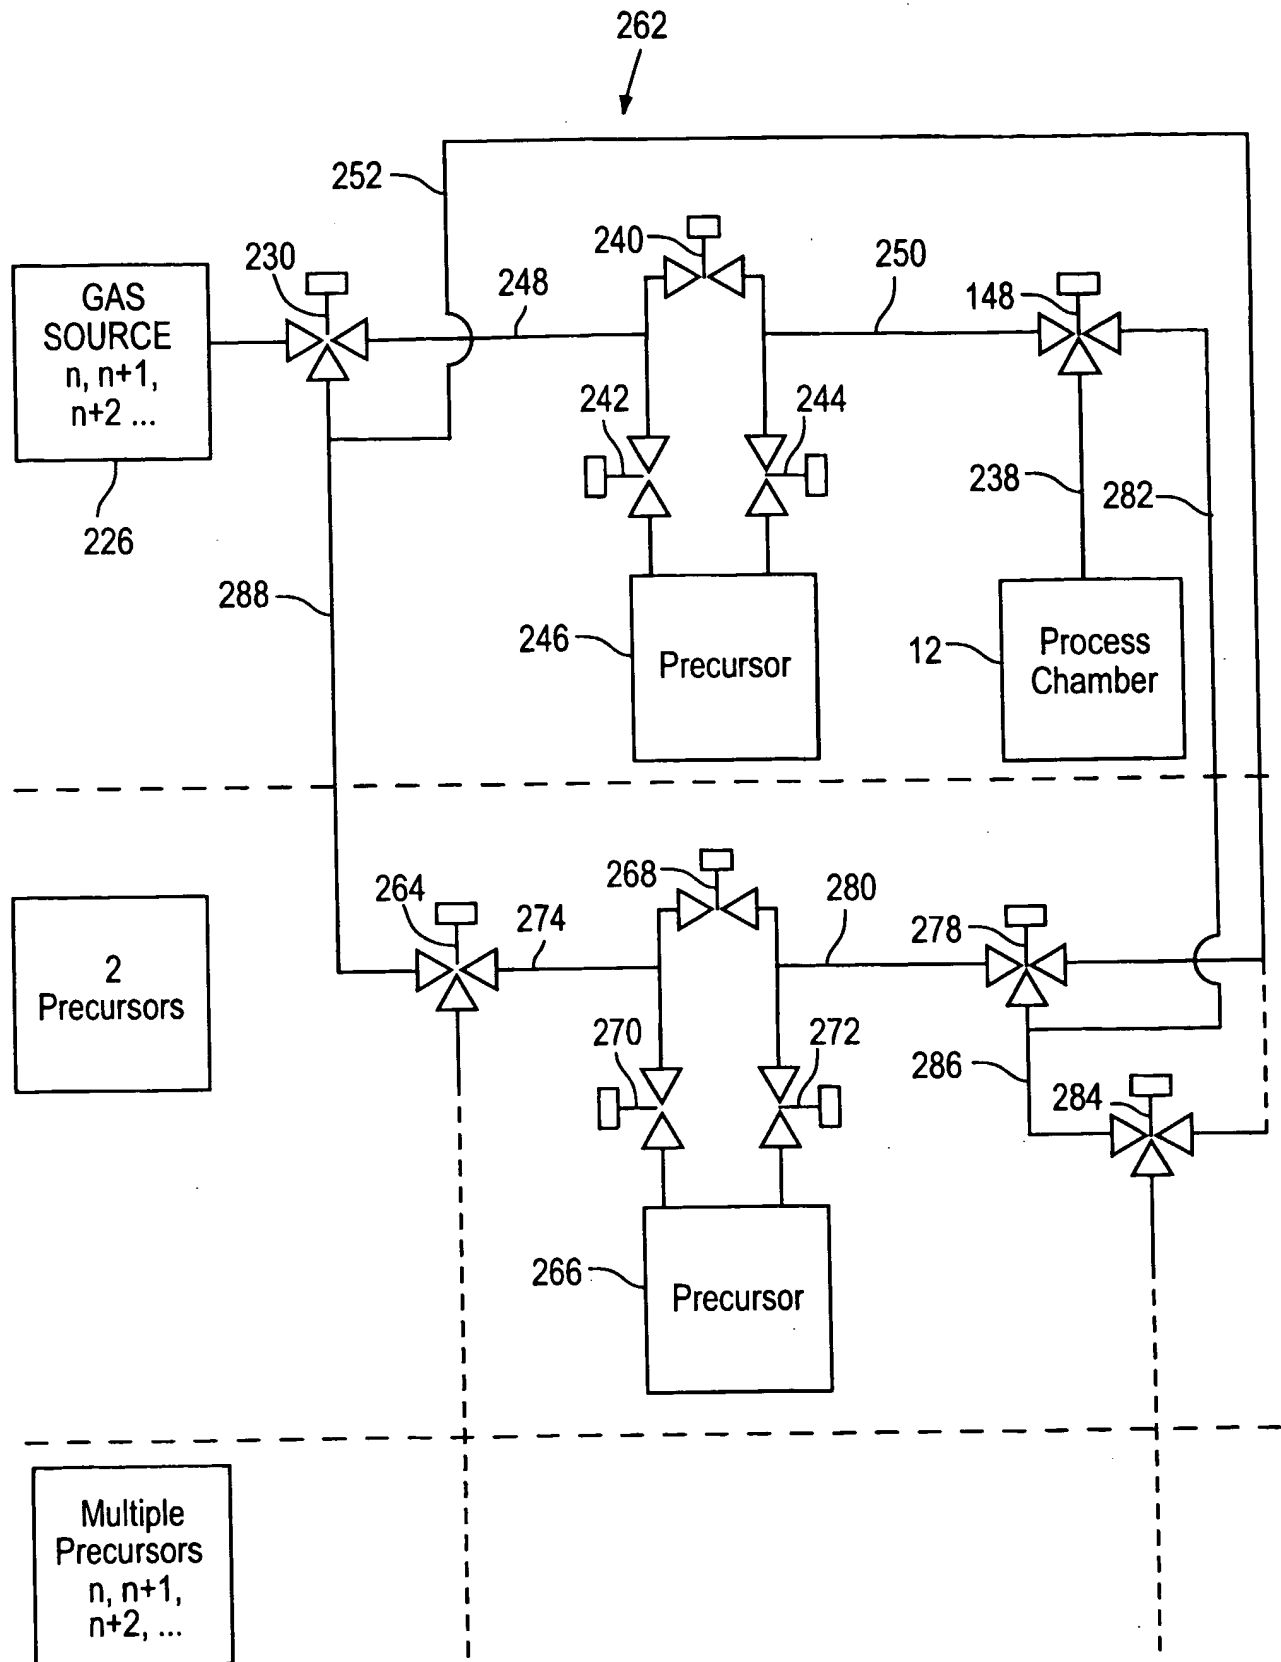 262
252
240
230
250
248
148
GAS
SOURCE
n, n+1,
n+2 ...
242
244
238
282
226
288
246
Precursor
12
Process
Chamber
268
264
280
274
278
2
Precursors
270
272
286
284
266
Precursor
Multiple
Precursors
n, n+1,
n+2, ...